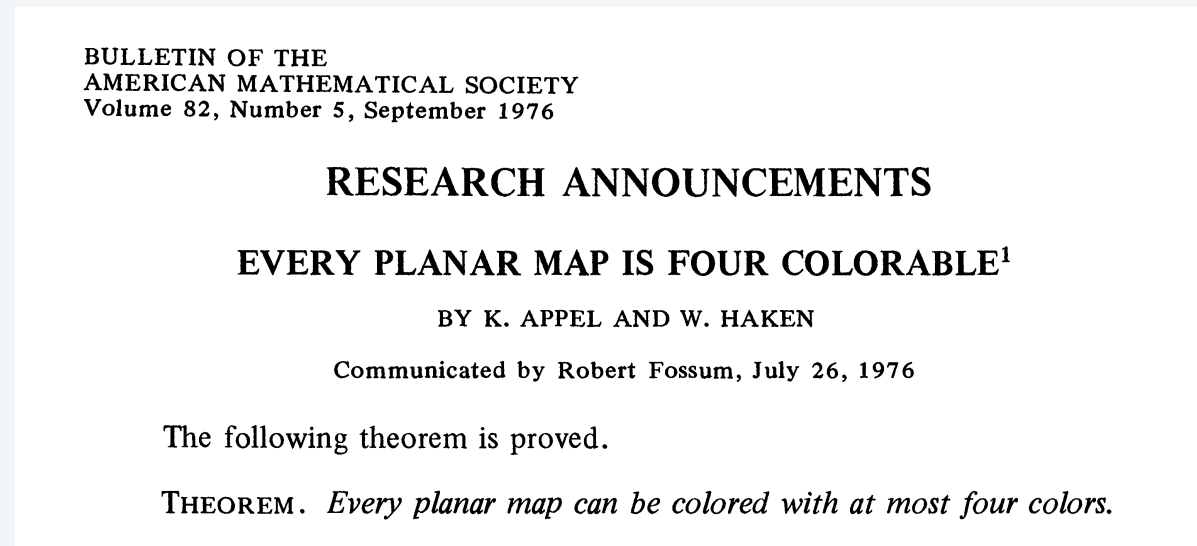 BULLETIN OF THE
AMERICAN MATHEMATICAL SOCIETY
Volume 82, Number 5, September 1976
RESEARCH ANNOUNCEMENTS
EVERY PLANAR MAP IS FOUR COLORABLE¹
BY K. APPEL AND W. HAKEN
Communicated by Robert Fossum, July 26, 1976
The following theorem is proved.
THEOREM. Every planar map can be colored with at most four colors.